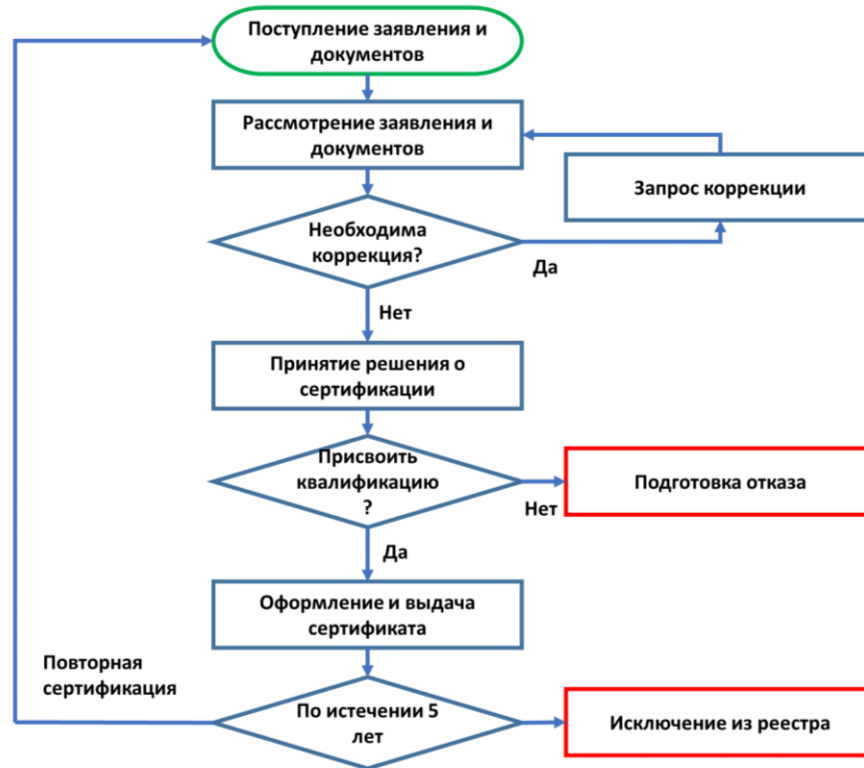 Поступление заявления и
документов
Рассмотрение заявления и
документов
Запрос коррекции
Необходима
коррекция?
Да
Нет
Принятие решения о
сертификации
Присвоить
квалификацию
?
Подготовка отказа
Нет
Да
Оформление и выдача
сертификата
Повторная
сертификация
По истечении 5
лет
Исключение из реестра